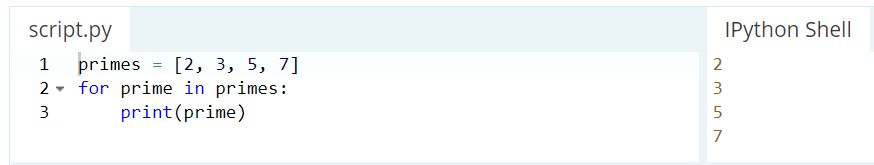 script.py
1 primes = [2, 3, 5, 7]
2 for prime in primes:
3     print(prime)
IPython Shell
2
3
5
7